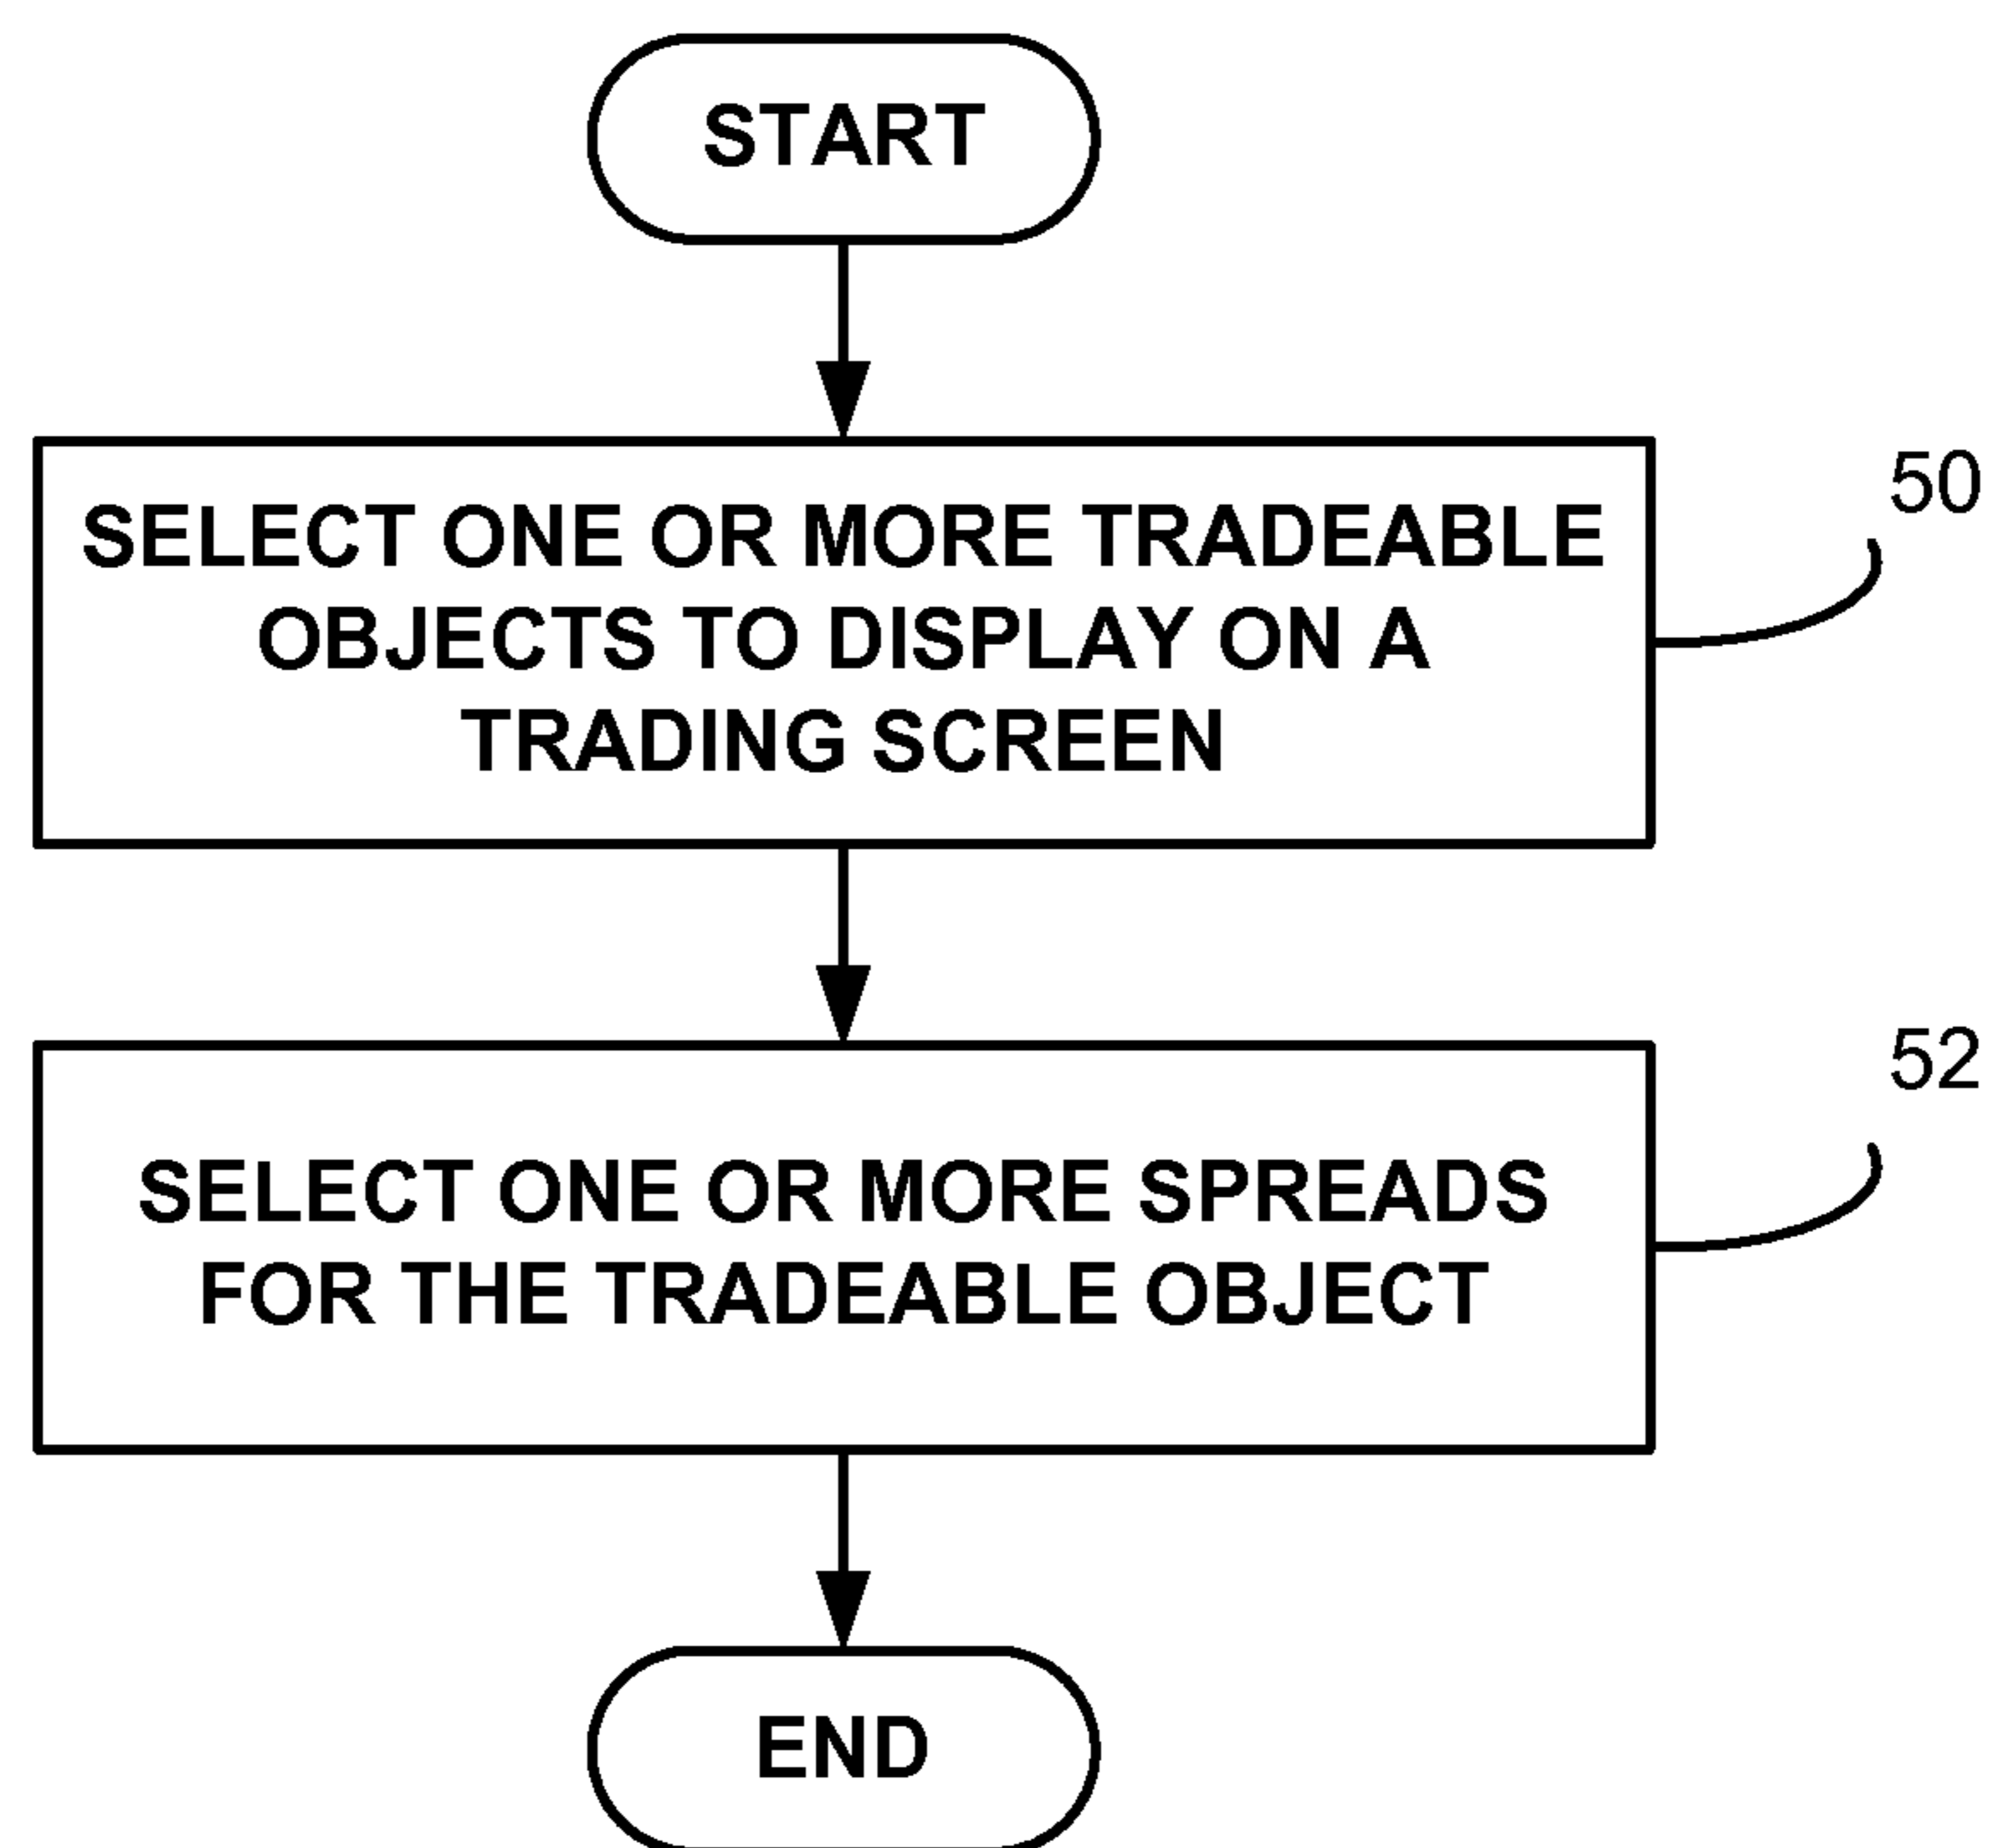 START
SELECT ONE OR MORE TRADEABLE
OBJECTS TO DISPLAY ON A
TRADING SCREEN
50
SELECT ONE OR MORE SPREADS
FOR THE TRADEABLE OBJECT
52
END